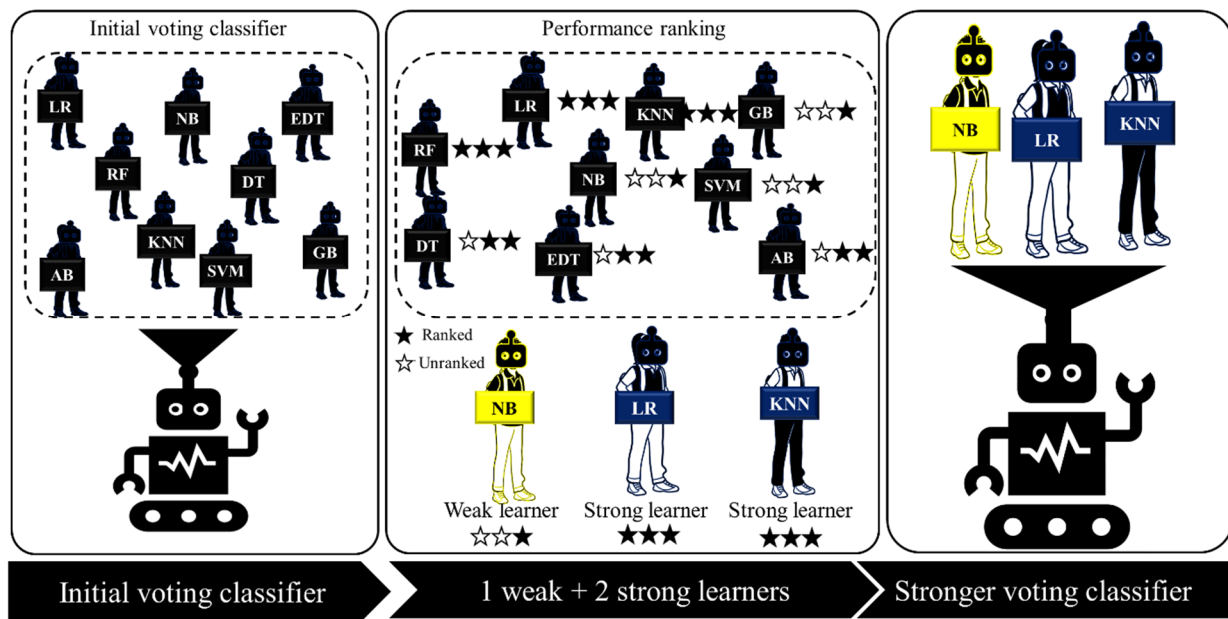 Initial voting classifier
LR
NB
EDT
RF
DT
KNN
AB
SVM
GB
Performance ranking
LR
KNN
GB
RF
NB
SVM
DT
EDT
AB
Ranked
Unranked
NB
LR
KNN
Weak learner
Strong learner
Strong learner
NB
LR
KNN
Initial voting classifier
1 weak + 2 strong learners
Stronger voting classifier